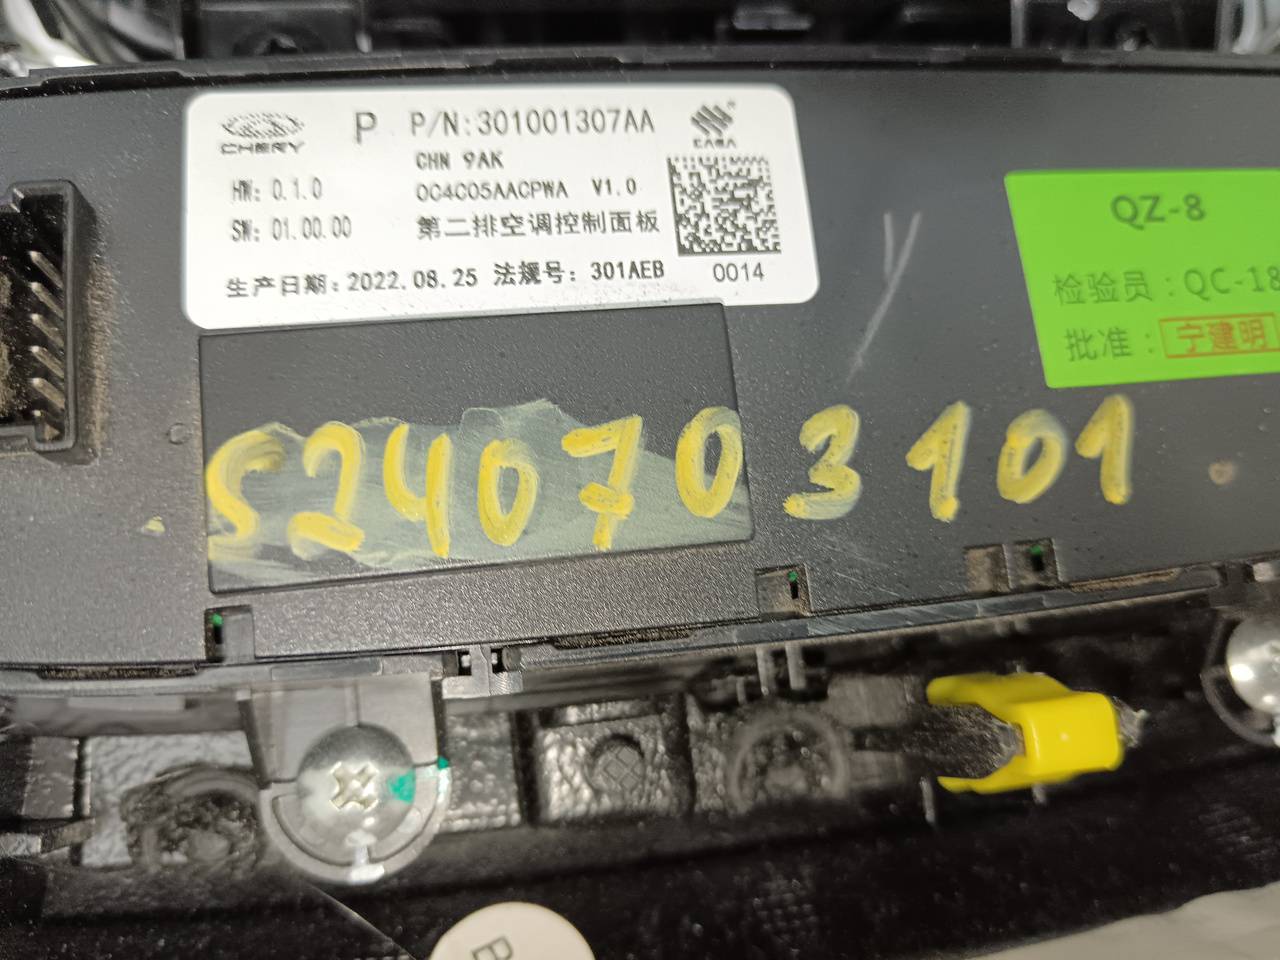 CHERY
P P/N:301001307AA
CHN 9AK
HW: 0.1.0 0C4C05AACPWA V1.0
SW: 01.00.00 第二排空调控制面板
生产日期: 2022.08.25 法规号: 301AEB 0014
QZ-8
检验员:QC-18
批准: 宁建明
S240703101